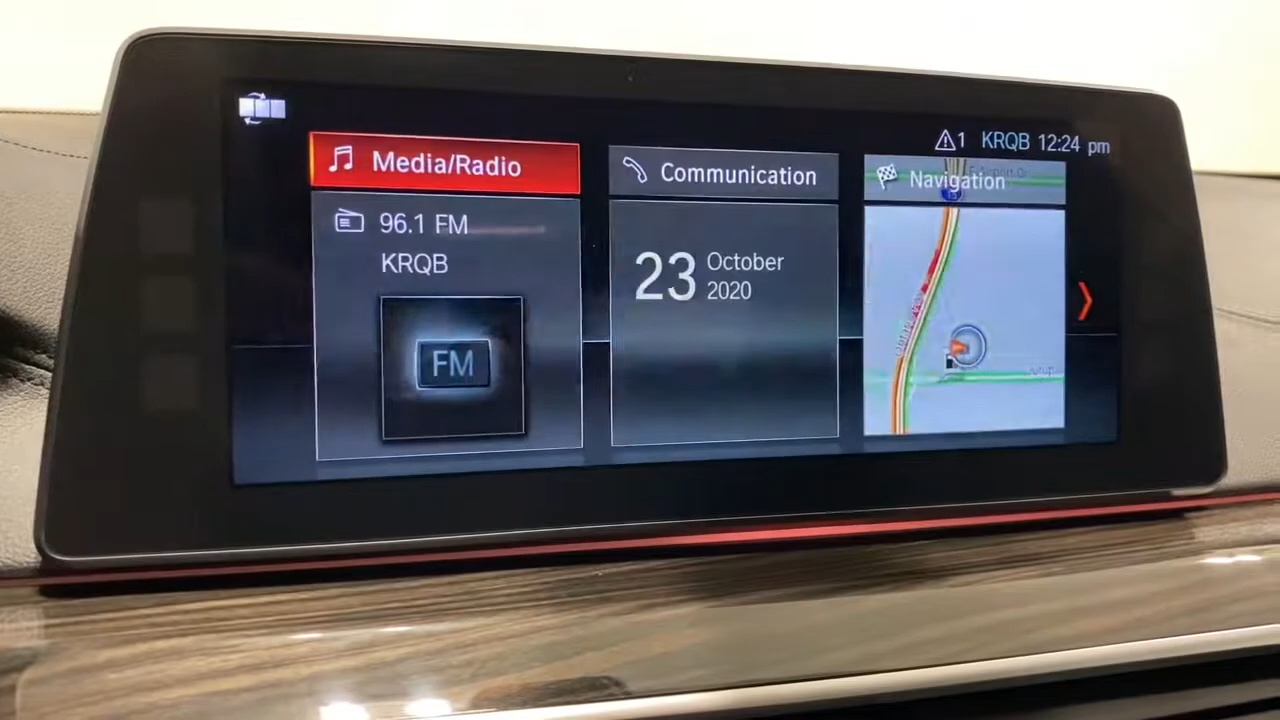 1 KRQB 12:24 pm
Media/Radio
96.1 FM
KRQB
FM
Communication
23 October
2020
Navigation